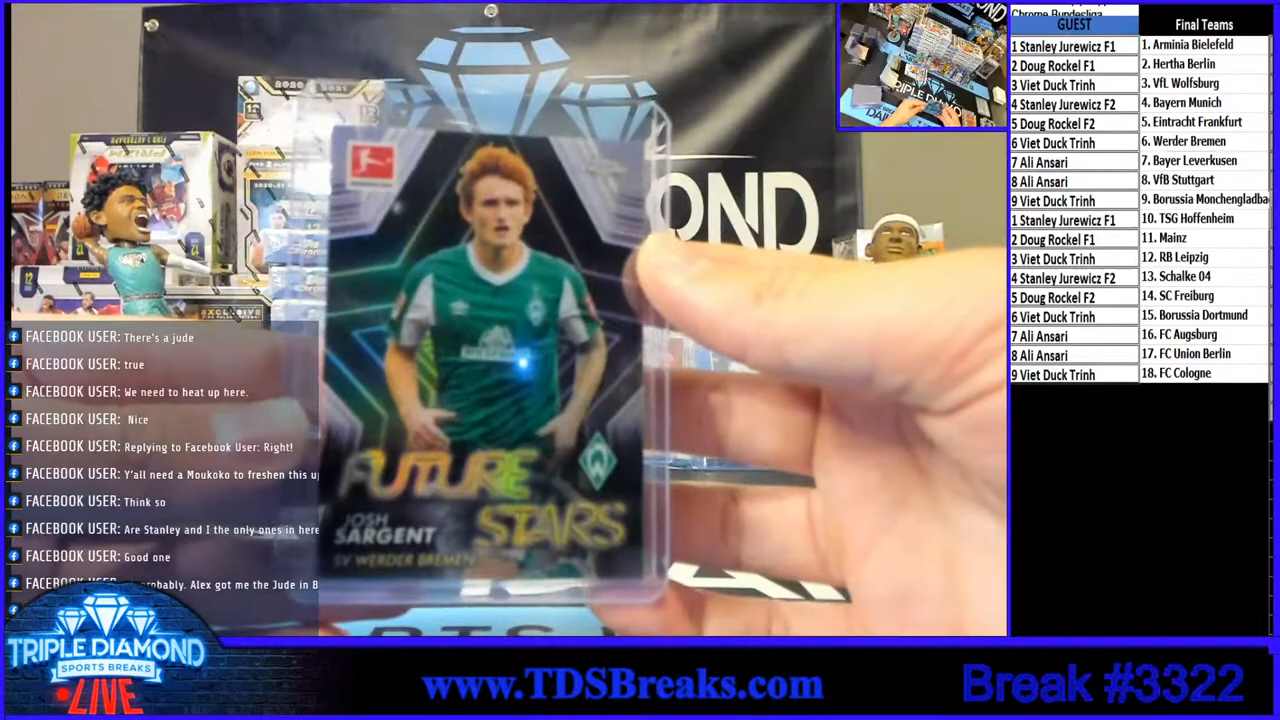 Chrome Bundesliga
GUEST
Final Teams
1 Stanley Jurewicz F1
1. Arminia Bielefeld
2 Doug Rockel F1
2. Hertha Berlin
3 Viet Duck Trinh
3. VfL Wolfsburg
4 Stanley Jurewicz F2
4. Bayern Munich
5 Doug Rockel F2
5. Eintracht Frankfurt
6 Viet Duck Trinh
6. Werder Bremen
7 Ali Ansari
7. Bayer Leverkusen
8 Ali Ansari
8. VfB Stuttgart
9 Viet Duck Trinh
9. Borussia Monchengladba
1 Stanley Jurewicz F1
10. TSG Hoffenheim
2 Doug Rockel F1
11. Mainz
3 Viet Duck Trinh
12. RB Leipzig
4 Stanley Jurewicz F2
13. Schalke 04
5 Doug Rockel F2
14. SC Freiburg
6 Viet Duck Trinh
15. Borussia Dortmund
7 Ali Ansari
16. FC Augsburg
8 Ali Ansari
17. FC Union Berlin
9 Viet Duck Trinh
18. FC Cologne
2020 2021
PRIZM
EXCLUSIVE
OND
FUTURE
STARS
JOSH
SARGENT
SV WERDER BREMEN
FACEBOOK USER: There's a jude
FACEBOOK USER: true
FACEBOOK USER: We need to heat up here.
FACEBOOK USER: Nice
FACEBOOK USER: Replying to Facebook User: Right!
FACEBOOK USER: Y'all need a Moukoko to freshen this u
FACEBOOK USER: Think so
FACEBOOK USER: Are Stanley and I the only ones in here
FACEBOOK USER: Good one
FACEBOOK probably. Alex got me the Jude in B
TRIPLE DIAMOND
SPORTS BREAKS
LIVE
www.TDSBreaks.com
Break #3322